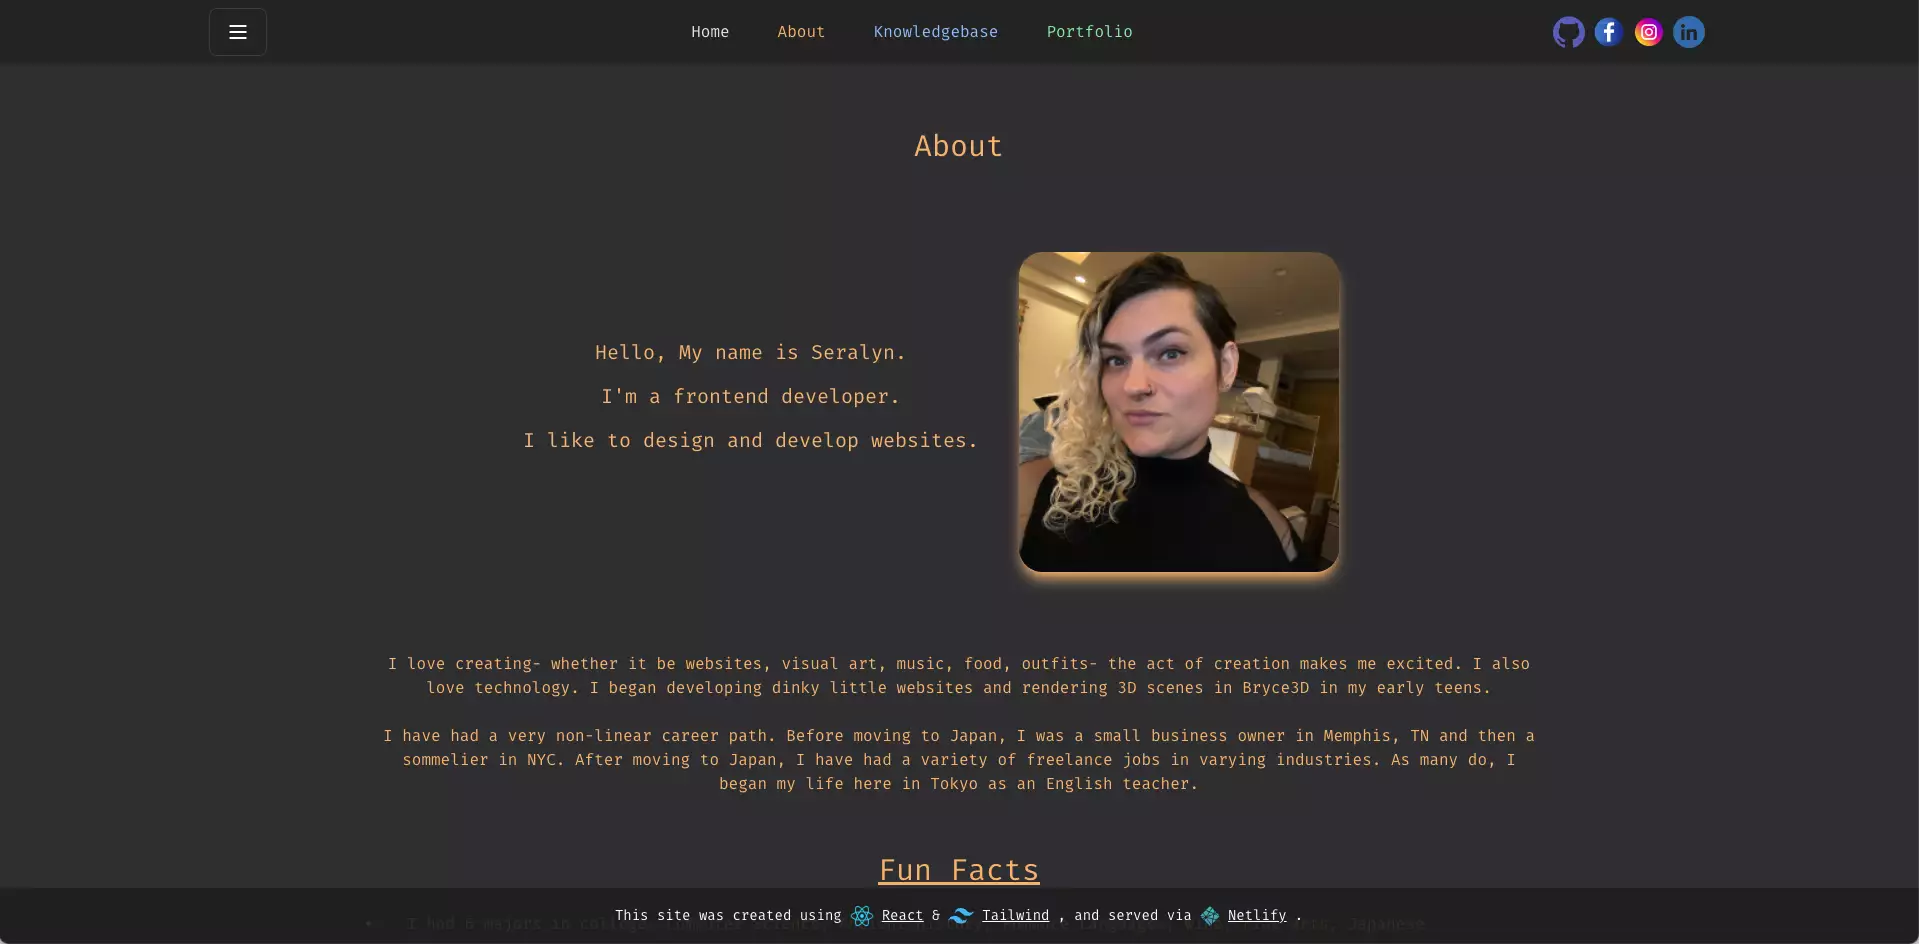 Home About Knowledgebase Portfolio
About
Hello, My name is Seralyn.
I'm a frontend developer.
I like to design and develop websites.
I love creating- whether it be websites, visual art, music, food, outfits- the act of creation makes me excited. I also
love technology. I began developing dinky little websites and rendering 3D scenes in Bryce3D in my early teens.
I have had a very non-linear career path. Before moving to Japan, I was a small business owner in Memphis, TN and then a
sommelier in NYC. After moving to Japan, I have had a variety of freelance jobs in varying industries. As many do, I
began my life here in Tokyo as an English teacher.
Fun Facts
This site was created using React & Tailwind , and served via Netlify .